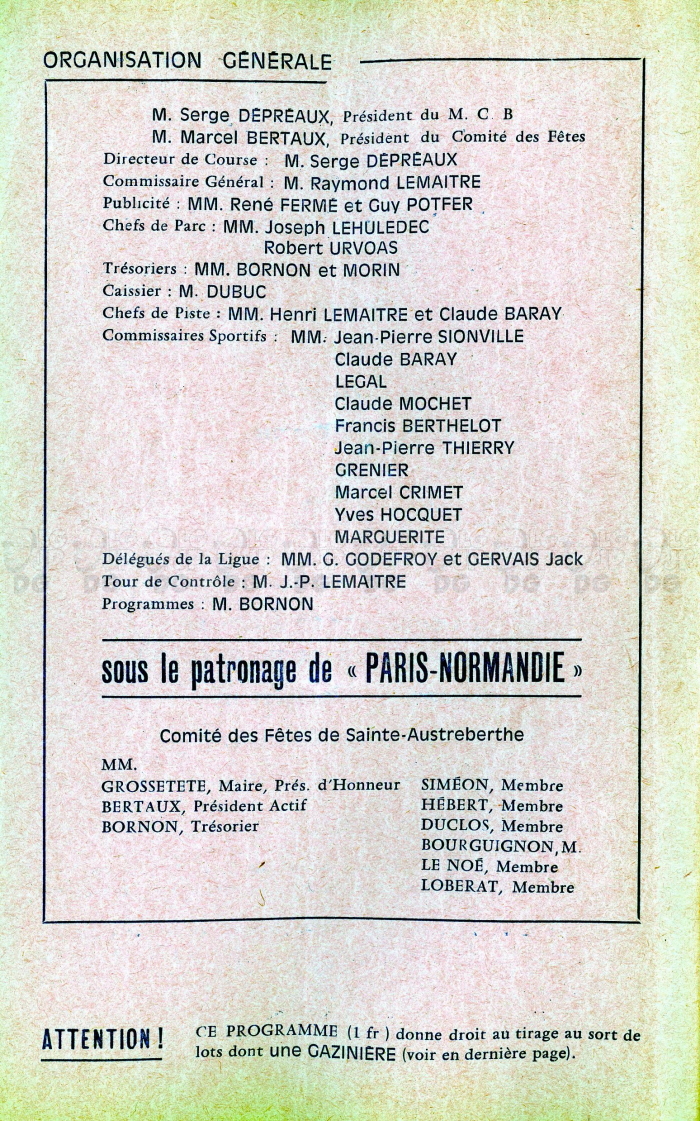 ORGANISATION GÉNÉRALE
M. Serge DÉPRÉAUX, Président du M. C B
M. Marcel BERTAUX, Président du Comité des Fêtes
Directeur de Course : M. Serge DÉPRÉAUX
Commissaire Général : M. Raymond LEMAITRE
Publicité : MM. René FERMÉ et Guy POTFER
Chefs de Parc : MM. Joseph LEHULEDEC
Robert URVOAS
Trésoriers : MM. BORNON et MORIN
Caissier : M. DUBUC
Chefs de Piste : MM. Henri LEMAITRE et Claude BARAY
Commissaires Sportifs : MM. Jean-Pierre SIONVILLE
Claude BARAY
LEGAL
Claude MOCHET
Francis BERTHELOT
Jean-Pierre THIERRY
GRENIER
Marcel CRIMET
Yves HOCQUET
MARGUERITE
Délégués de la Ligue : MM. G. GODEFROY et GERVAIS Jack
Tour de Contrôle : M. J.-P. LEMAITRE
Programmes : M. BORNON
sous le patronage de « PARIS-NORMANDIE »
Comité des Fêtes de Sainte-Austreberthe
MM.
GROSSETETE, Maire, Prés. d'Honneur
BERTAUX, Président Actif
BORNON, Trésorier
SIMÉON, Membre
HÉBERT, Membre
DUCLOS, Membre
BOURGUIGNON, M.
LE NOÉ, Membre
LOBERAT, Membre
ATTENTION !
CE PROGRAMME (1 fr ) donne droit au tirage au sort de
lots dont une GAZINIÈRE (voir en dernière page).